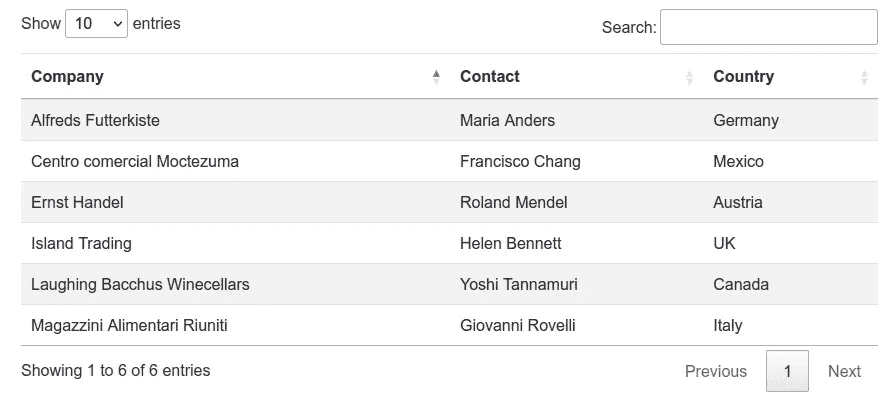 Show 10 entries Search:
Company Contact Country
Alfreds Futterkiste Maria Anders Germany
Centro comercial Moctezuma Francisco Chang Mexico
Ernst Handel Roland Mendel Austria
Island Trading Helen Bennett UK
Laughing Bacchus Winecellars Yoshi Tannamuri Canada
Magazzini Alimentari Riuniti Giovanni Rovelli Italy
Showing 1 to 6 of 6 entries Previous 1 Next